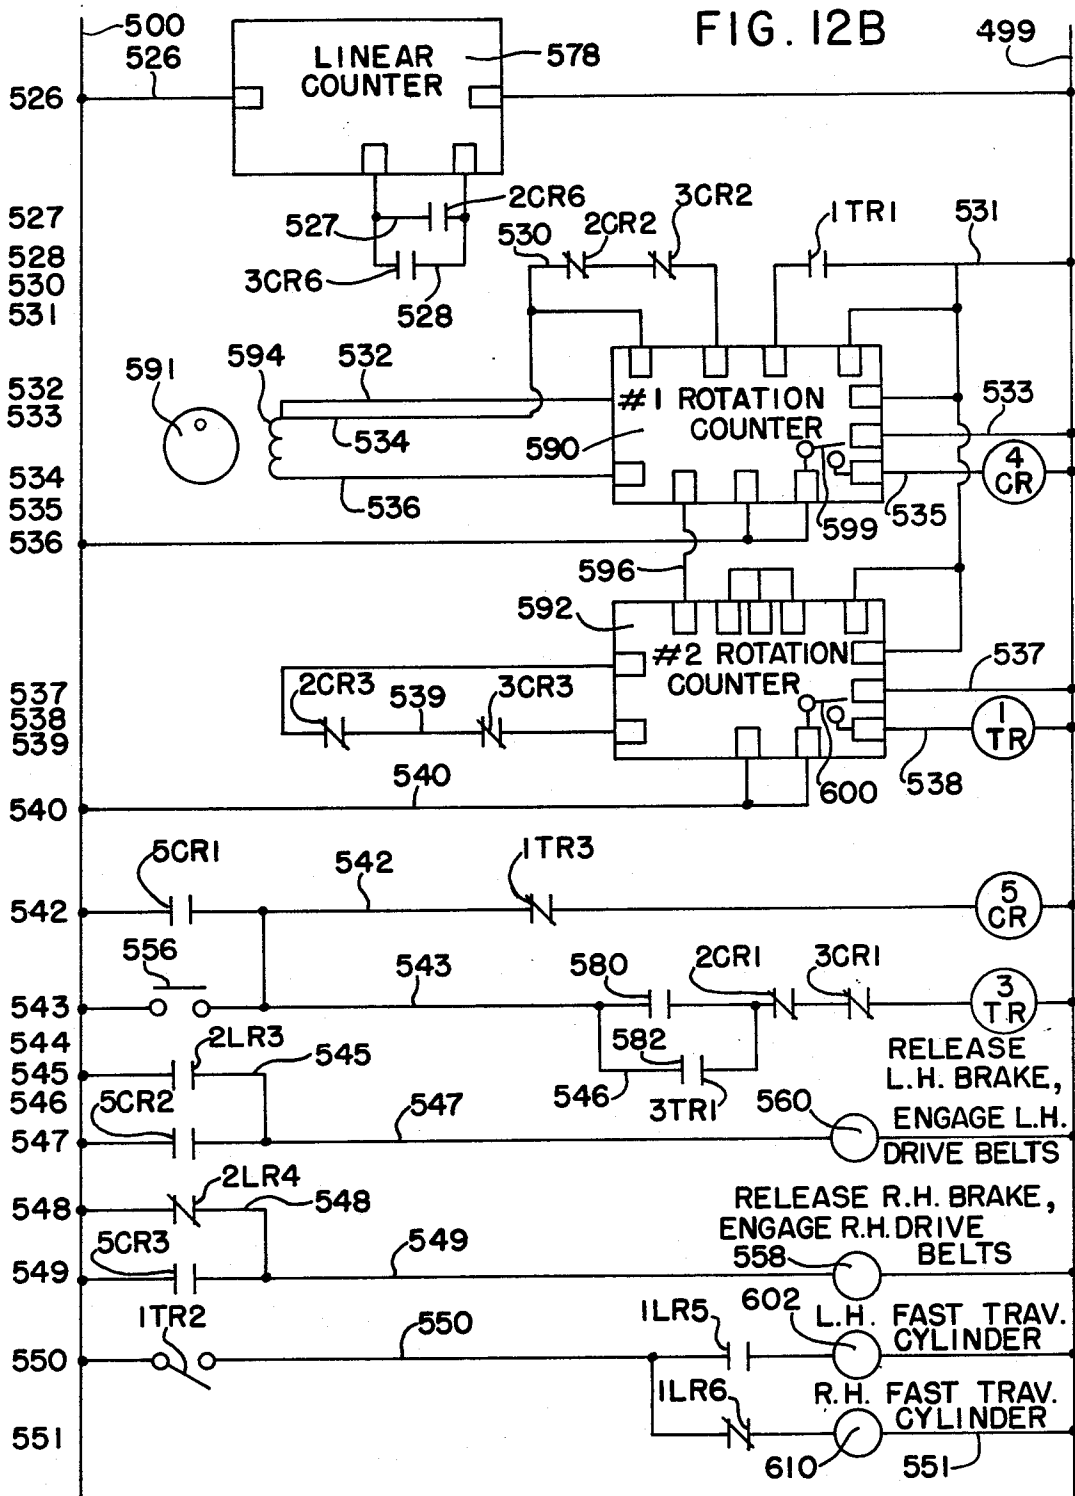 FIG. 12B
500
499
526
526
LINEAR
COUNTER
578
527
2CR6
527
3CR6
528
530
2CR2
3CR2
1TR1
531
528
530
531
591
594
532
532
533
534
534
536
535
536
#1 ROTATION
COUNTER
590
533
4
CR
599
535
596
592
#2 ROTATION
COUNTER
537
1
TR
600
538
537
538
539
2CR3
539
3CR3
540
540
5CR1
542
1TR3
542
5
CR
556
543
543
580
2CR1
3CR1
3
TR
544
2LR3
545
545
582
546
3TR1
RELEASE
L.H. BRAKE,
546
5CR2
547
547
560
ENGAGE L.H.
DRIVE BELTS
2LR4
548
548
RELEASE R.H. BRAKE,
ENGAGE R.H. DRIVE
BELTS
5CR3
549
549
558
1TR2
550
550
1LR5
602
L.H. FAST TRAV.
CYLINDER
1LR6
R.H. FAST TRAV.
CYLINDER
551
610
551